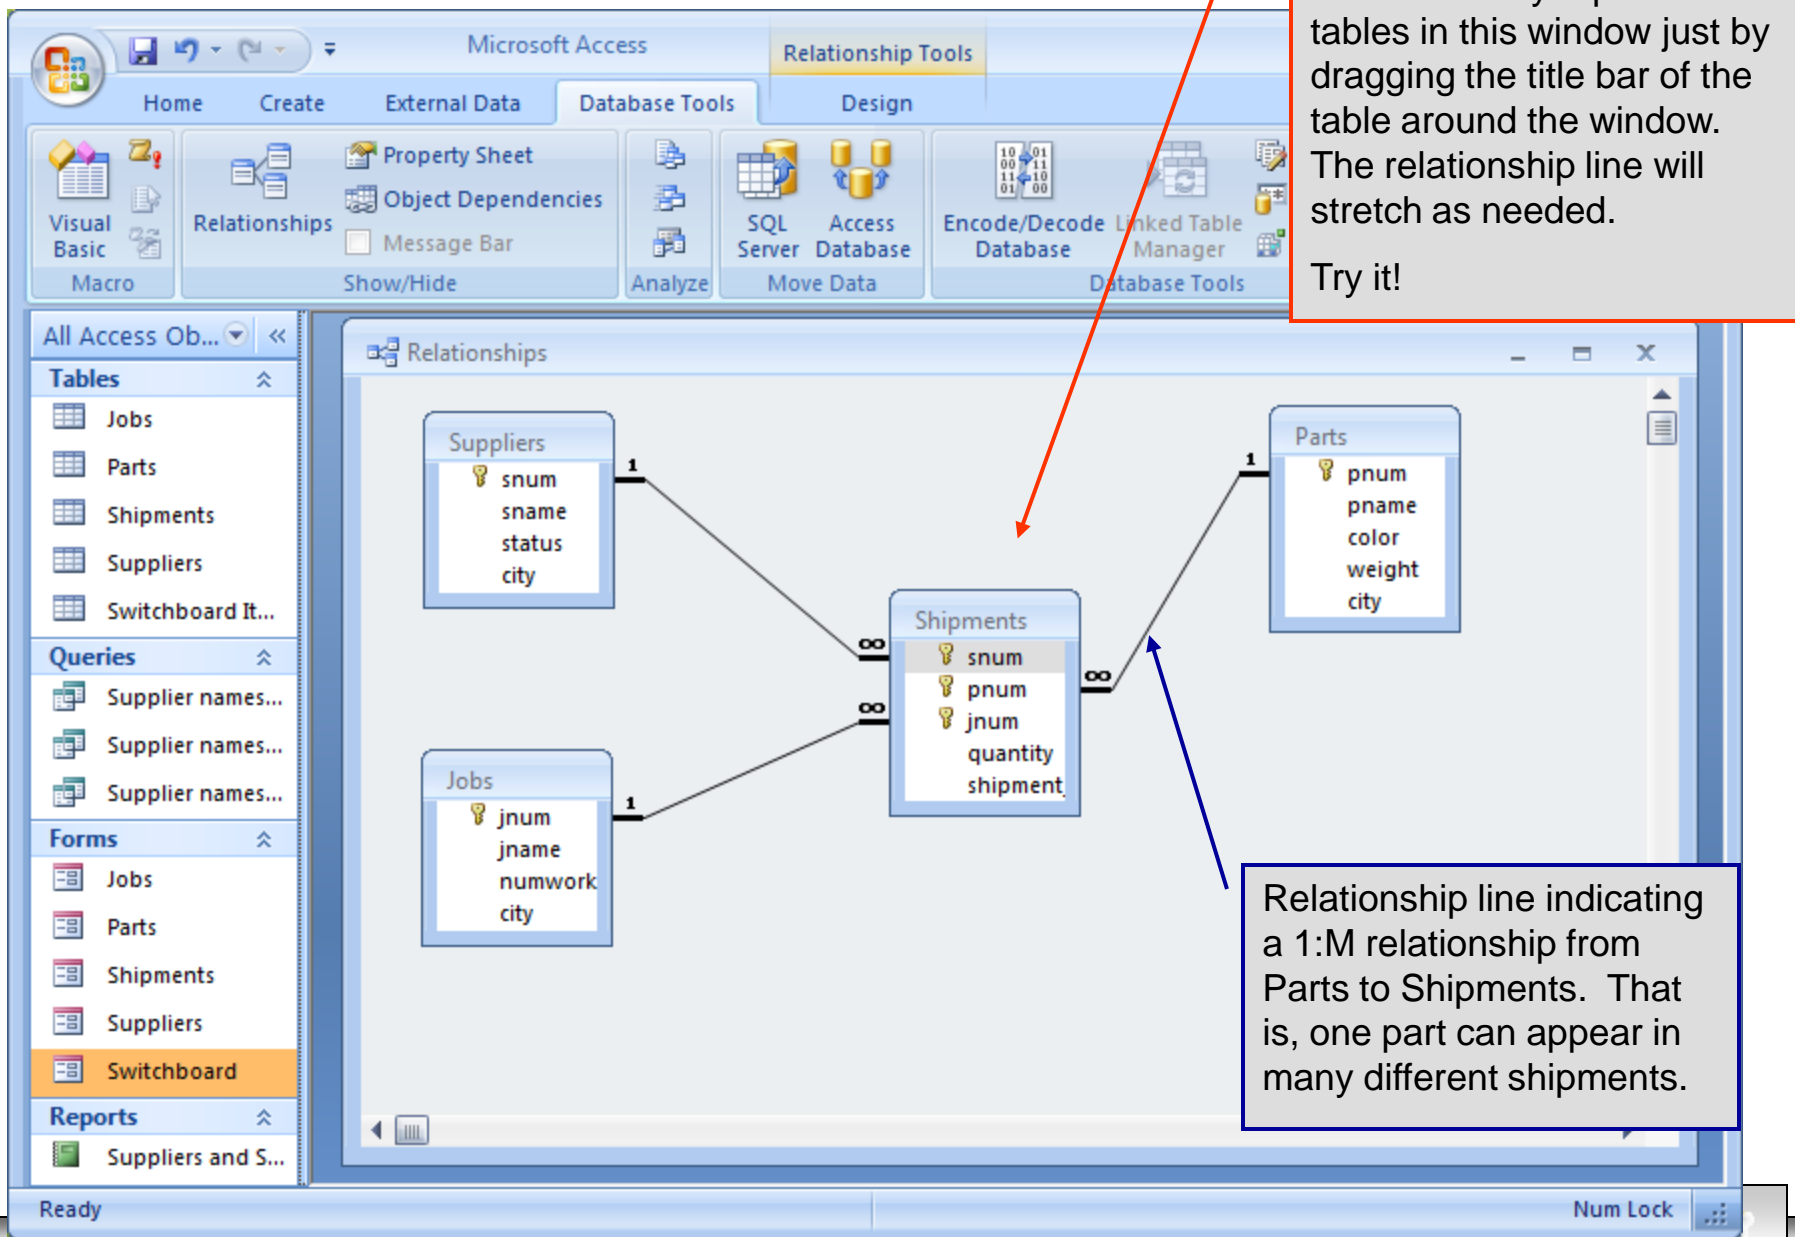 tables in this window just by
dragging the title bar of the
table around the window.
The relationship line will
stretch as needed.
Try it!
Microsoft Access
Relationship Tools
Home
Create
External Data
Database Tools
Design
Visual Basic
Macro
Relationships
Property Sheet
Object Dependencies
Message Bar
Show/Hide
Analyze
SQL Server
Access Database
Move Data
Encode/Decode Database
Linked Table Manager
Database Tools
All Access Ob...
Tables
Jobs
Parts
Shipments
Suppliers
Switchboard It...
Queries
Supplier names...
Supplier names...
Supplier names...
Forms
Jobs
Parts
Shipments
Suppliers
Switchboard
Reports
Suppliers and S...
Relationships
Suppliers
snum
sname
status
city
1
∞
Jobs
jnum
jname
numwork
city
1
∞
Shipments
snum
pnum
jnum
quantity
shipment_
∞
1
Parts
pnum
pname
color
weight
city
Relationship line indicating
a 1:M relationship from
Parts to Shipments. That
is, one part can appear in
many different shipments.
Ready
Num Lock